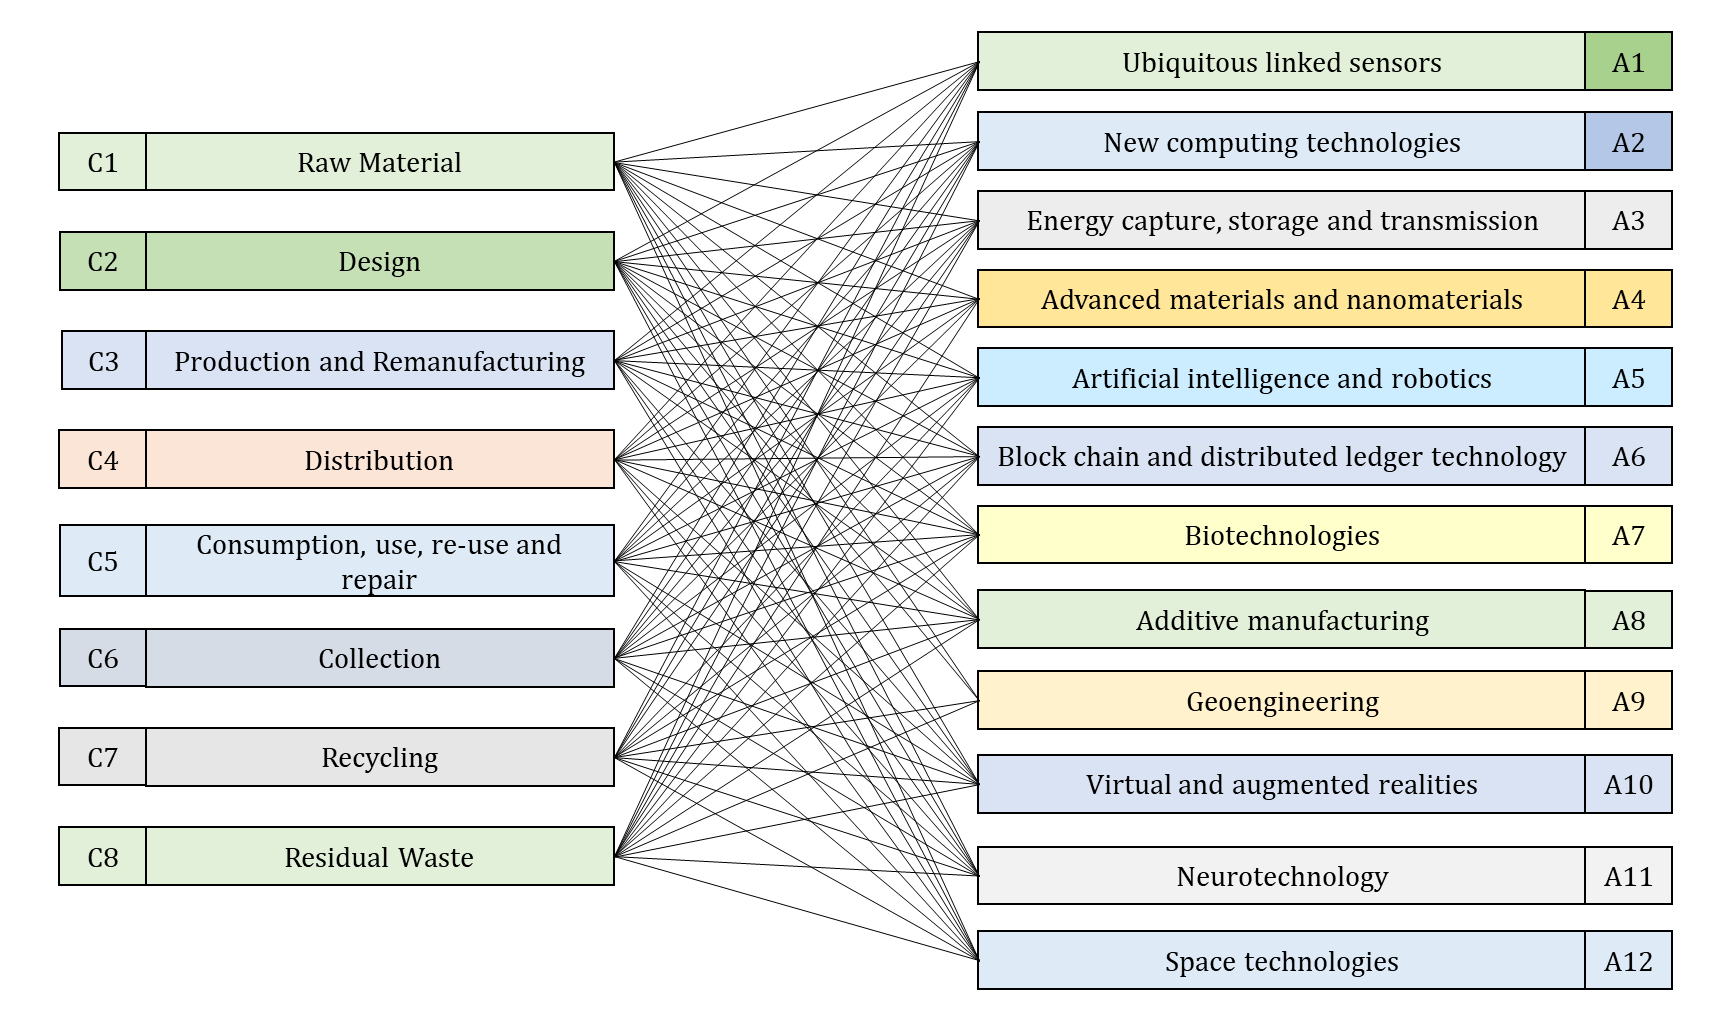 C1 Raw Material
C2 Design
C3 Production and Remanufacturing
C4 Distribution
C5 Consumption, use, re-use and
repair
C6 Collection
C7 Recycling
C8 Residual Waste
Ubiquitous linked sensors A1
New computing technologies A2
Energy capture, storage and transmission A3
Advanced materials and nanomaterials A4
Artificial intelligence and robotics A5
Block chain and distributed ledger technology A6
Biotechnologies A7
Additive manufacturing A8
Geoengineering A9
Virtual and augmented realities A10
Neurotechnology A11
Space technologies A12